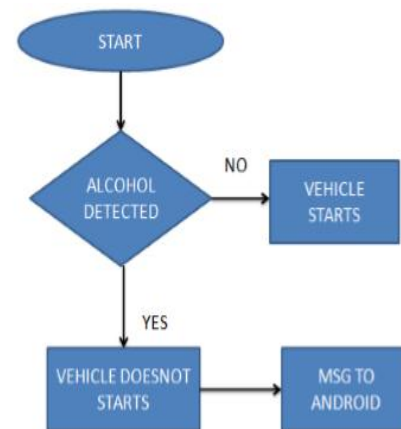 START
ALCOHOL
DETECTED
NO
VEHICLE
STARTS
YES
VEHICLE DOESNOT
STARTS
MSG TO
ANDROID